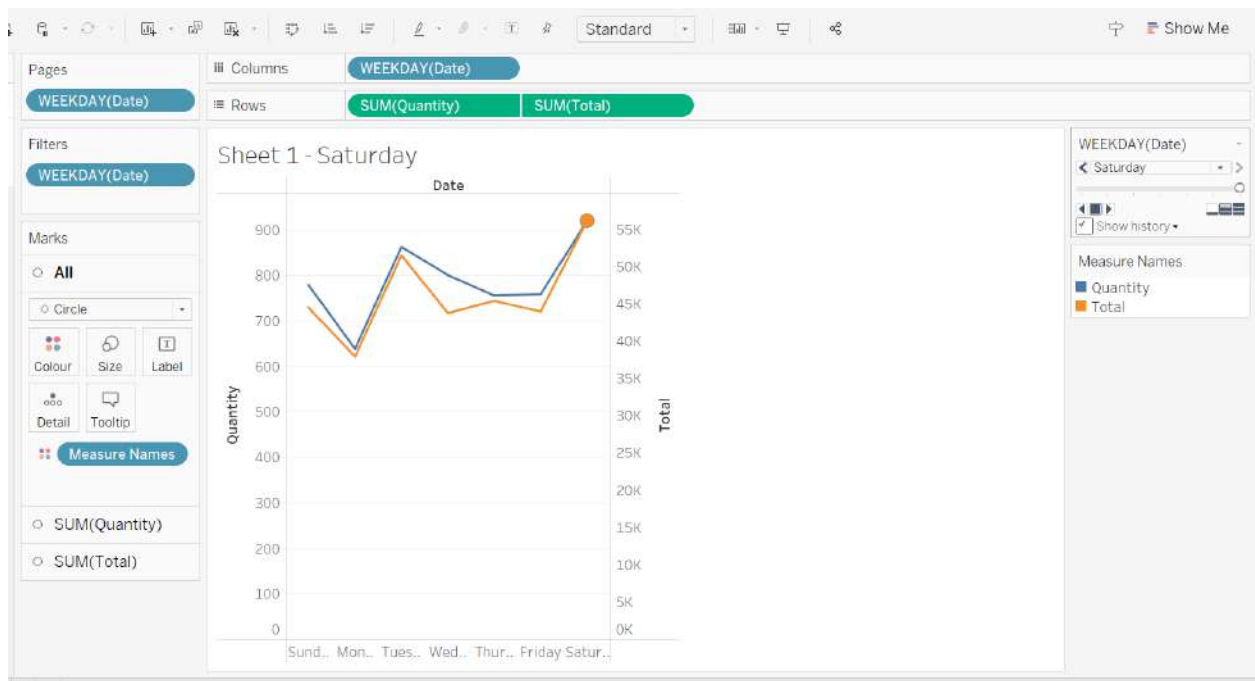 Standard
Show Me
Pages
WEEKDAY(Date)
Columns
WEEKDAY(Date)
Rows
SUM(Quantity)
SUM(Total)
Filters
WEEKDAY(Date)
Marks
All
Circle
Colour
Size
Label
Detail
Tooltip
Measure Names
SUM(Quantity)
SUM(Total)
Sheet 1 - Saturday
Date
Quantity
900
800
700
600
500
400
300
200
100
0
55K
50K
45K
40K
35K
30K
25K
20K
15K
10K
5K
0K
Total
Sund.. Mon.. Tues.. Wed.. Thur.. Friday Satur..
WEEKDAY(Date)
Saturday
Show history
Measure Names
Quantity
Total